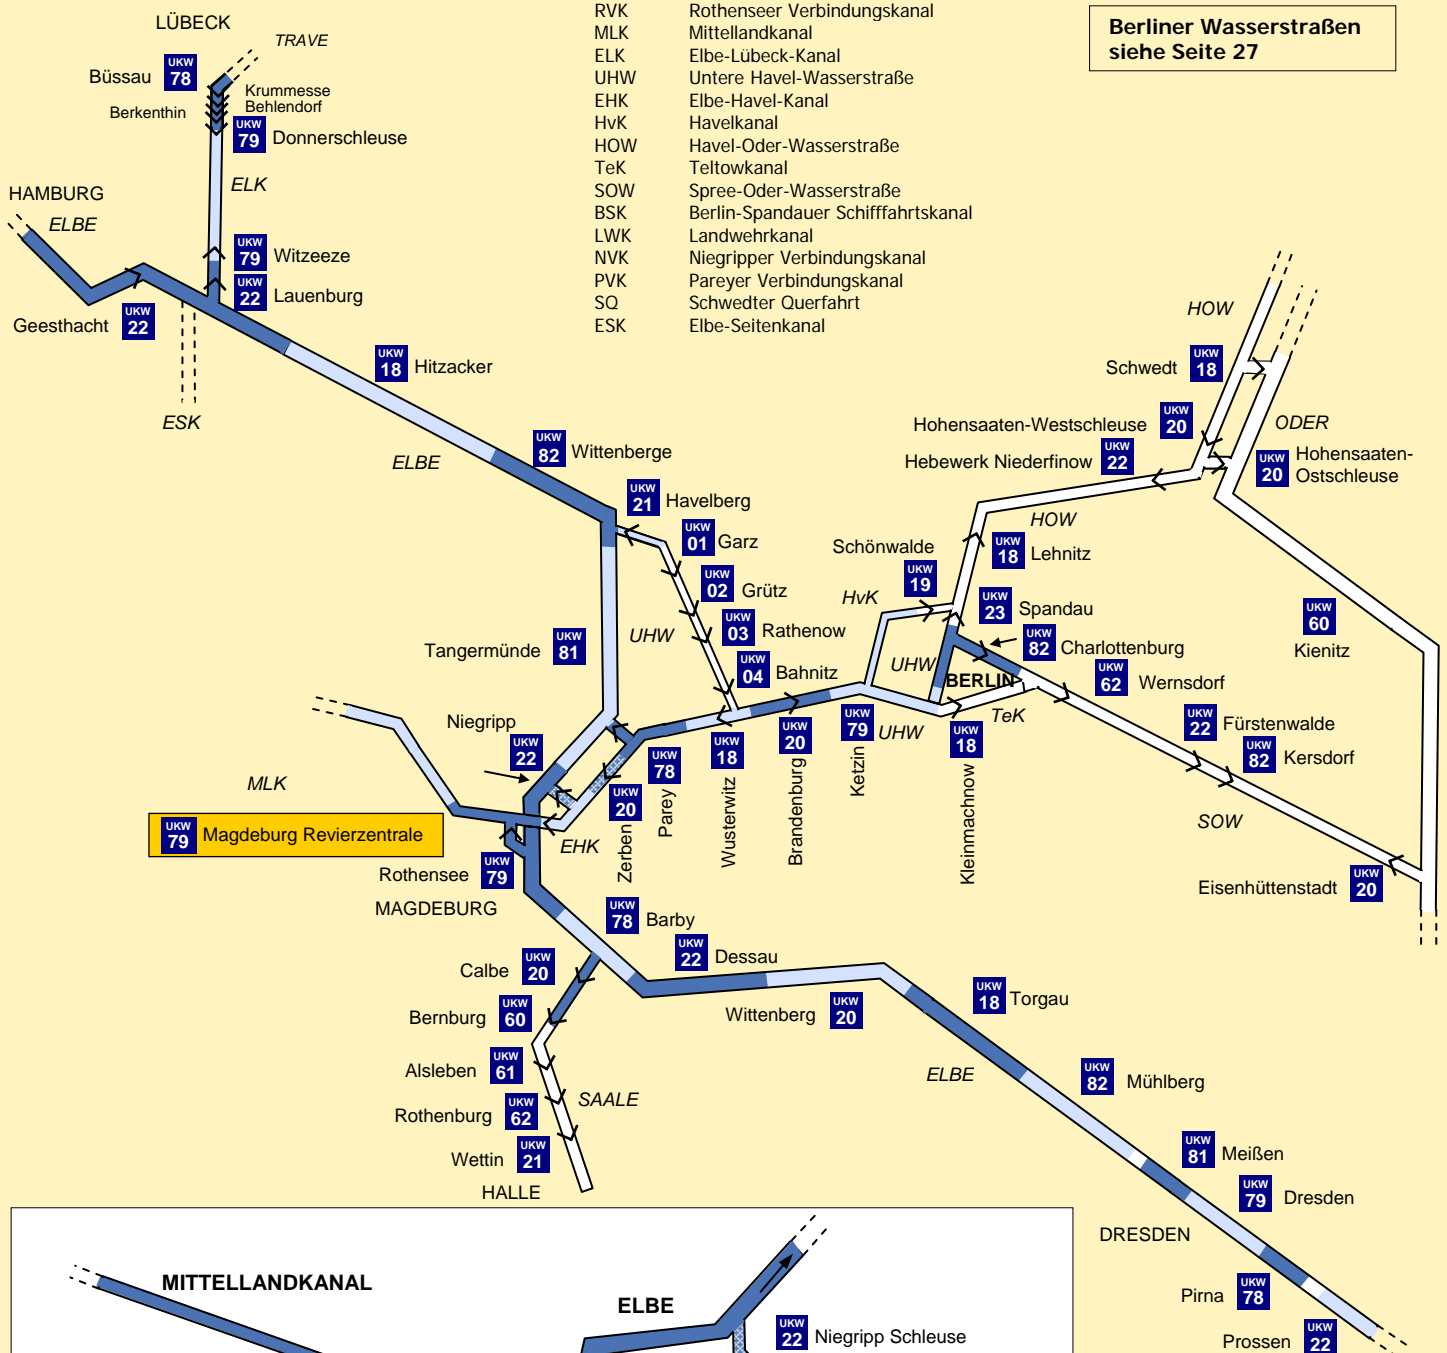 RVK Rothenseer Verbindungskanal
MLK Mittellandkanal
ELK Elbe-Lübeck-Kanal
UHW Untere Havel-Wasserstraße
EHK Elbe-Havel-Kanal
HvK Havelkanal
HOW Havel-Oder-Wasserstraße
TeK Teltowkanal
SOW Spree-Oder-Wasserstraße
BSK Berlin-Spandauer Schifffahrtskanal
LWK Landwehrkanal
NVK Niegripper Verbindungskanal
PVK Pareyer Verbindungskanal
SQ Schwedter Querfahrt
ESK Elbe-Seitenkanal
Berliner Wasserstraßen
siehe Seite 27
LÜBECK
TRAVE
Büssau UKW 78
Krummesse
Behlendorf
Berkenthin
UKW 79 Donnerschleuse
ELK
HAMBURG
ELBE
UKW 79 Witzeeze
UKW 22 Lauenburg
Geesthacht UKW 22
ESK
UKW 18 Hitzacker
ELBE
UKW 82 Wittenberge
UKW 21 Havelberg
UKW 01 Garz
UKW 02 Grütz
UKW 03 Rathenow
UHW
UKW 04 Bahnitz
Tangermünde UKW 81
HOW
Schwedt UKW 18
Hohensaaten-Westschleuse UKW 20
ODER
Hebewerk Niederfinow UKW 22
UKW 20 Hohensaaten-
Ostschleuse
HOW
Schönwalde
UKW 19
UKW 18 Lehnitz
HvK
UKW 23 Spandau
UKW 82 Charlottenburg
UHW
BERLIN
UKW 62 Wernsdorf
UKW 60
Kienitz
TeK
UKW 22 Fürstenwalde
UKW 82 Kersdorf
SOW
Eisenhüttenstadt UKW 20
Niegripp
UKW 22
MLK
UKW 79 Magdeburg Revierzentrale
EHK
UKW 20
Zerben
UKW 78
Parey
UKW 18
Wusterwitz
UKW 20
Brandenburg
UKW 79
Ketzin
UHW
UKW 18
Kleinmachnow
Rothensee UKW 79
MAGDEBURG
UKW 78 Barby
UKW 22 Dessau
Calbe UKW 20
Bernburg UKW 60
Wittenberg UKW 20
UKW 18 Torgau
Alsleben UKW 61
ELBE
UKW 82 Mühlberg
SAALE
Rothenburg UKW 62
Wettin UKW 21
HALLE
UKW 81 Meißen
UKW 79 Dresden
DRESDEN
Pirna UKW 78
Prossen UKW 22
MITTELLANDKANAL
ELBE
UKW 22 Niegripp Schleuse